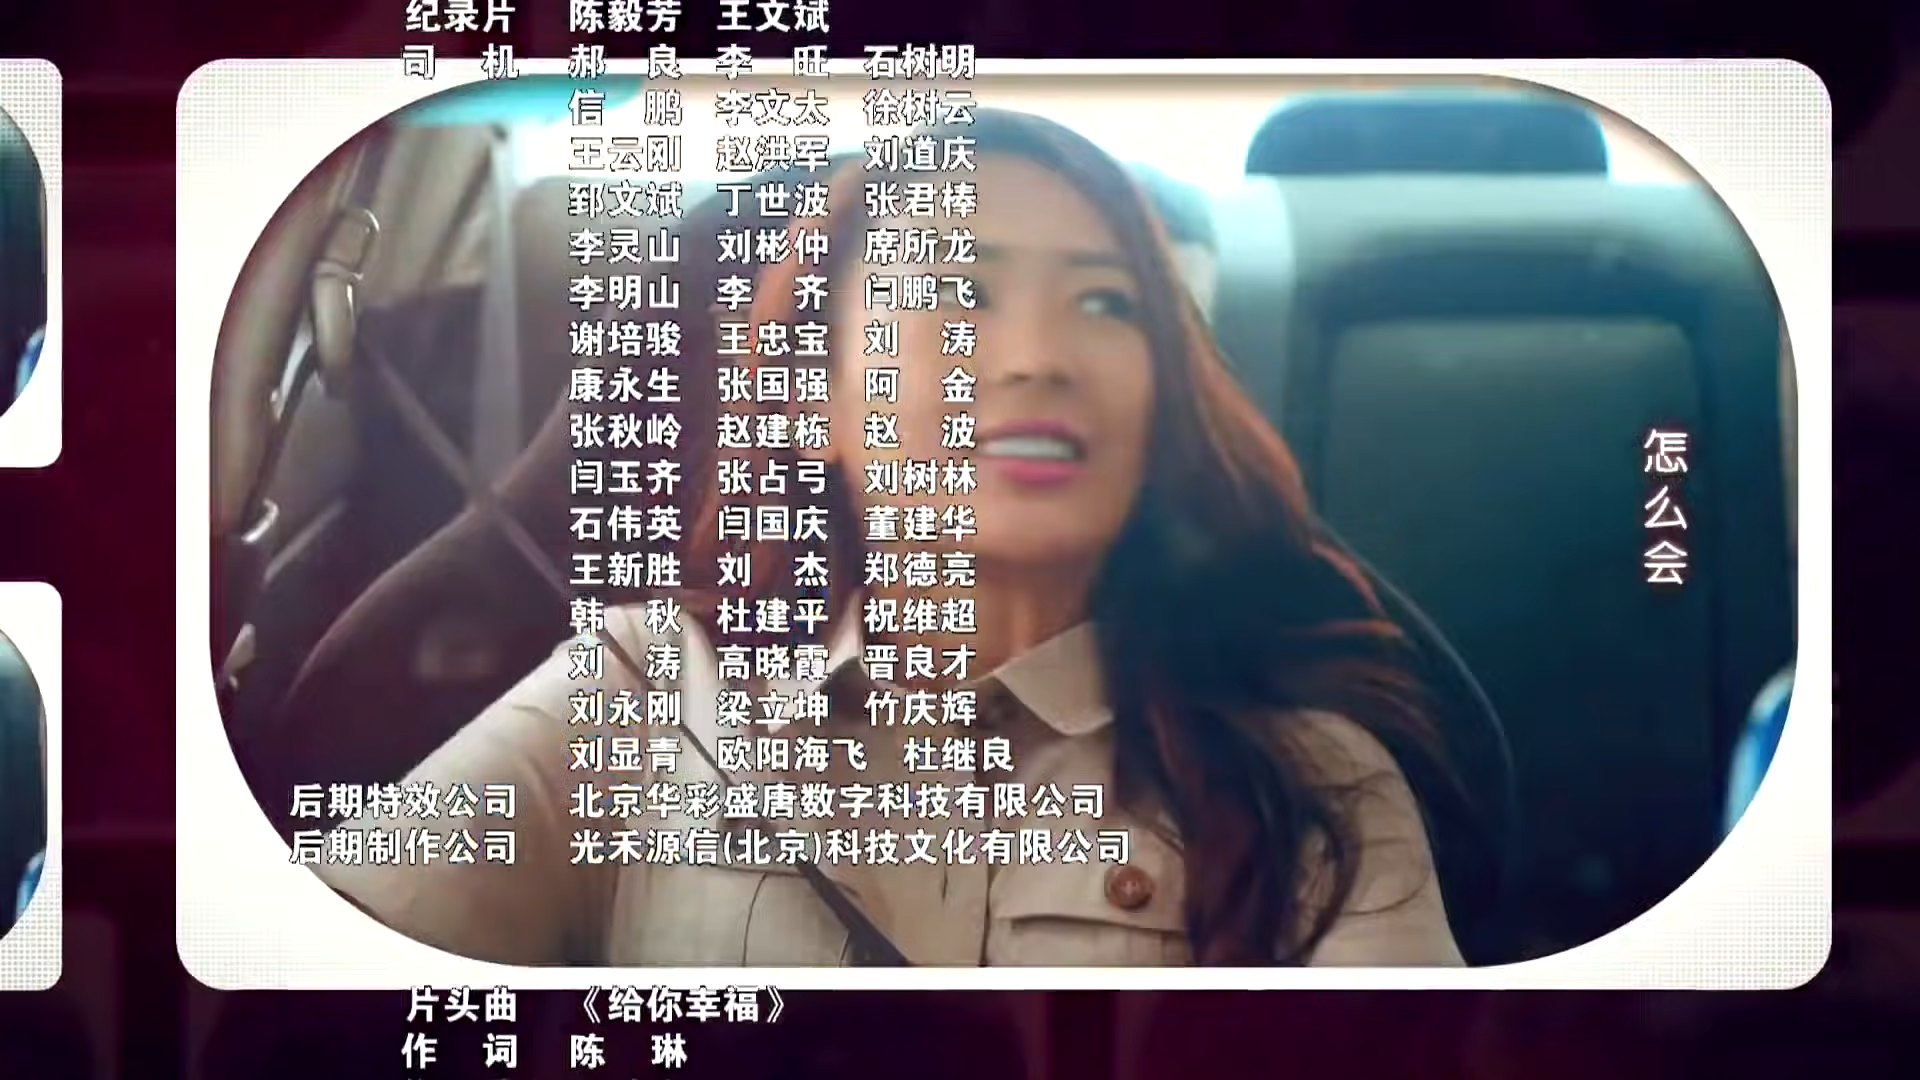 纪录片 陈毅芳 王文斌
司 机 郝 良 李 旺 石树明
信 鹏 李文太 徐树云
王云刚 赵洪军 刘道庆
郅文斌 丁世波 张君棒
李灵山 刘彬仲 席所龙
李明山 李 齐 闫鹏飞
谢培骏 王忠宝 刘 涛
康永生 张国强 阿 金
张秋岭 赵建栋 赵 波
闫玉齐 张占弓 刘树林
石伟英 闫国庆 董建华
王新胜 刘 杰 郑德亮
韩 秋 杜建平 祝维超
刘 涛 高晓霞 晋良才
刘永刚 梁立坤 竹庆辉
刘显青 欧阳海飞 杜继良
后期特效公司 北京华彩盛唐数字科技有限公司
后期制作公司 光禾源信(北京)科技文化有限公司
片头曲 《给你幸福》
作 词 陈 琳
怎么会